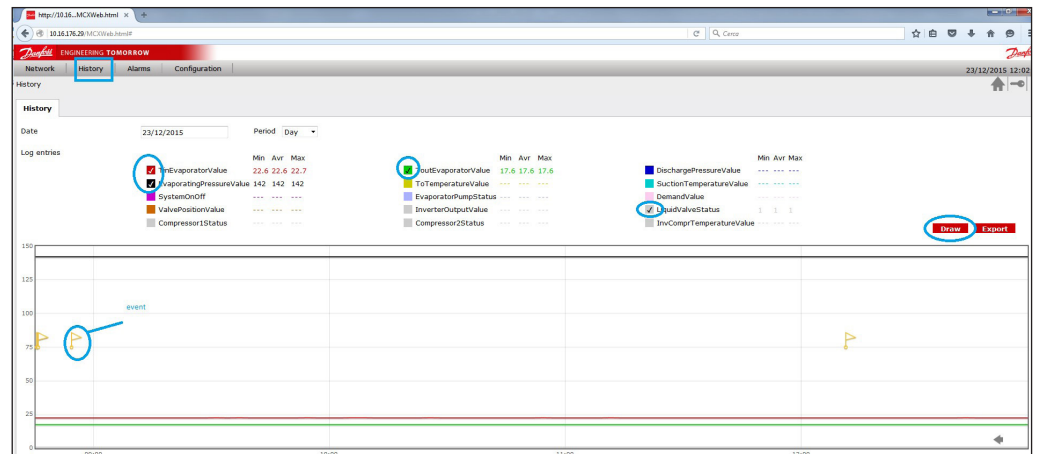 http://10.16...MCXWeb.html × +
10.16.176.29/MCXWeb.html# Cerca
Danfoss ENGINEERING TOMORROW
Network History Alarms Configuration 23/12/2015 12:02
History
History
Date 23/12/2015 Period Day
Log entries
Min Avr Max Min Avr Max Min Avr Max
TinEvaporatorValue 22.6 22.6 22.7 ToutEvaporatorValue 17.6 17.6 17.6 DischargePressureValue --- --- ---
EvaporatingPressureValue 142 142 142 ToTemperatureValue --- --- --- SuctionTemperatureValue --- --- ---
SystemOnOff --- --- --- EvaporatorPumpStatus --- --- --- DemandValue --- --- ---
ValvePositionValue --- --- --- InverterOutputValue --- --- --- LiquidValveStatus 1 1 1
Compressor1Status --- --- --- Compressor2Status --- --- --- InvComprTemperatureValue --- --- ---
Draw Export
150
125
event
100
75
50
25
0
10:00 11:00